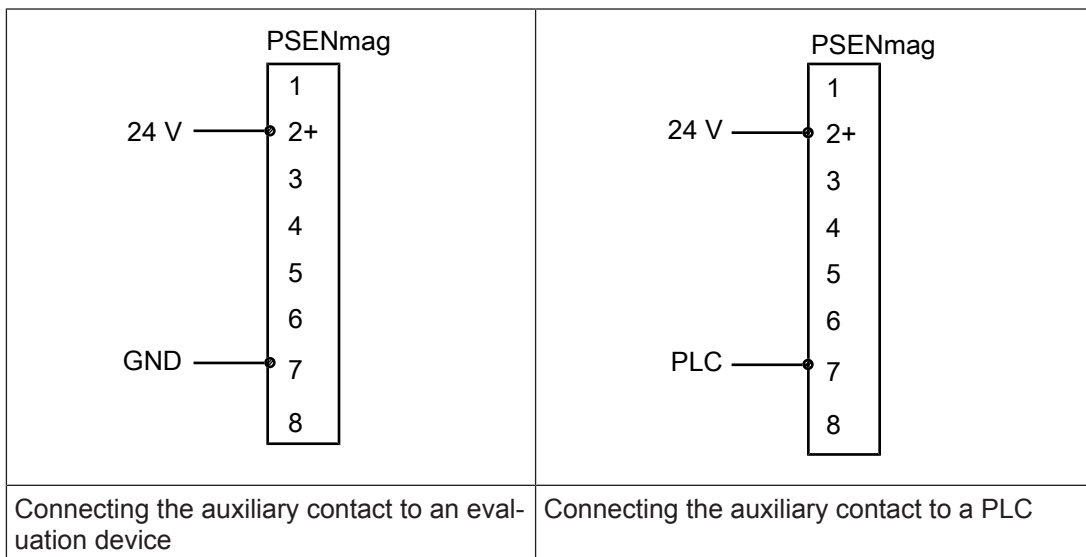 PSENmag
1
24 V 2+
3
4
5
6
GND 7
8
Connecting the auxiliary contact to an eval-
uation device
PSENmag
1
24 V 2+
3
4
5
6
PLC 7
8
Connecting the auxiliary contact to a PLC